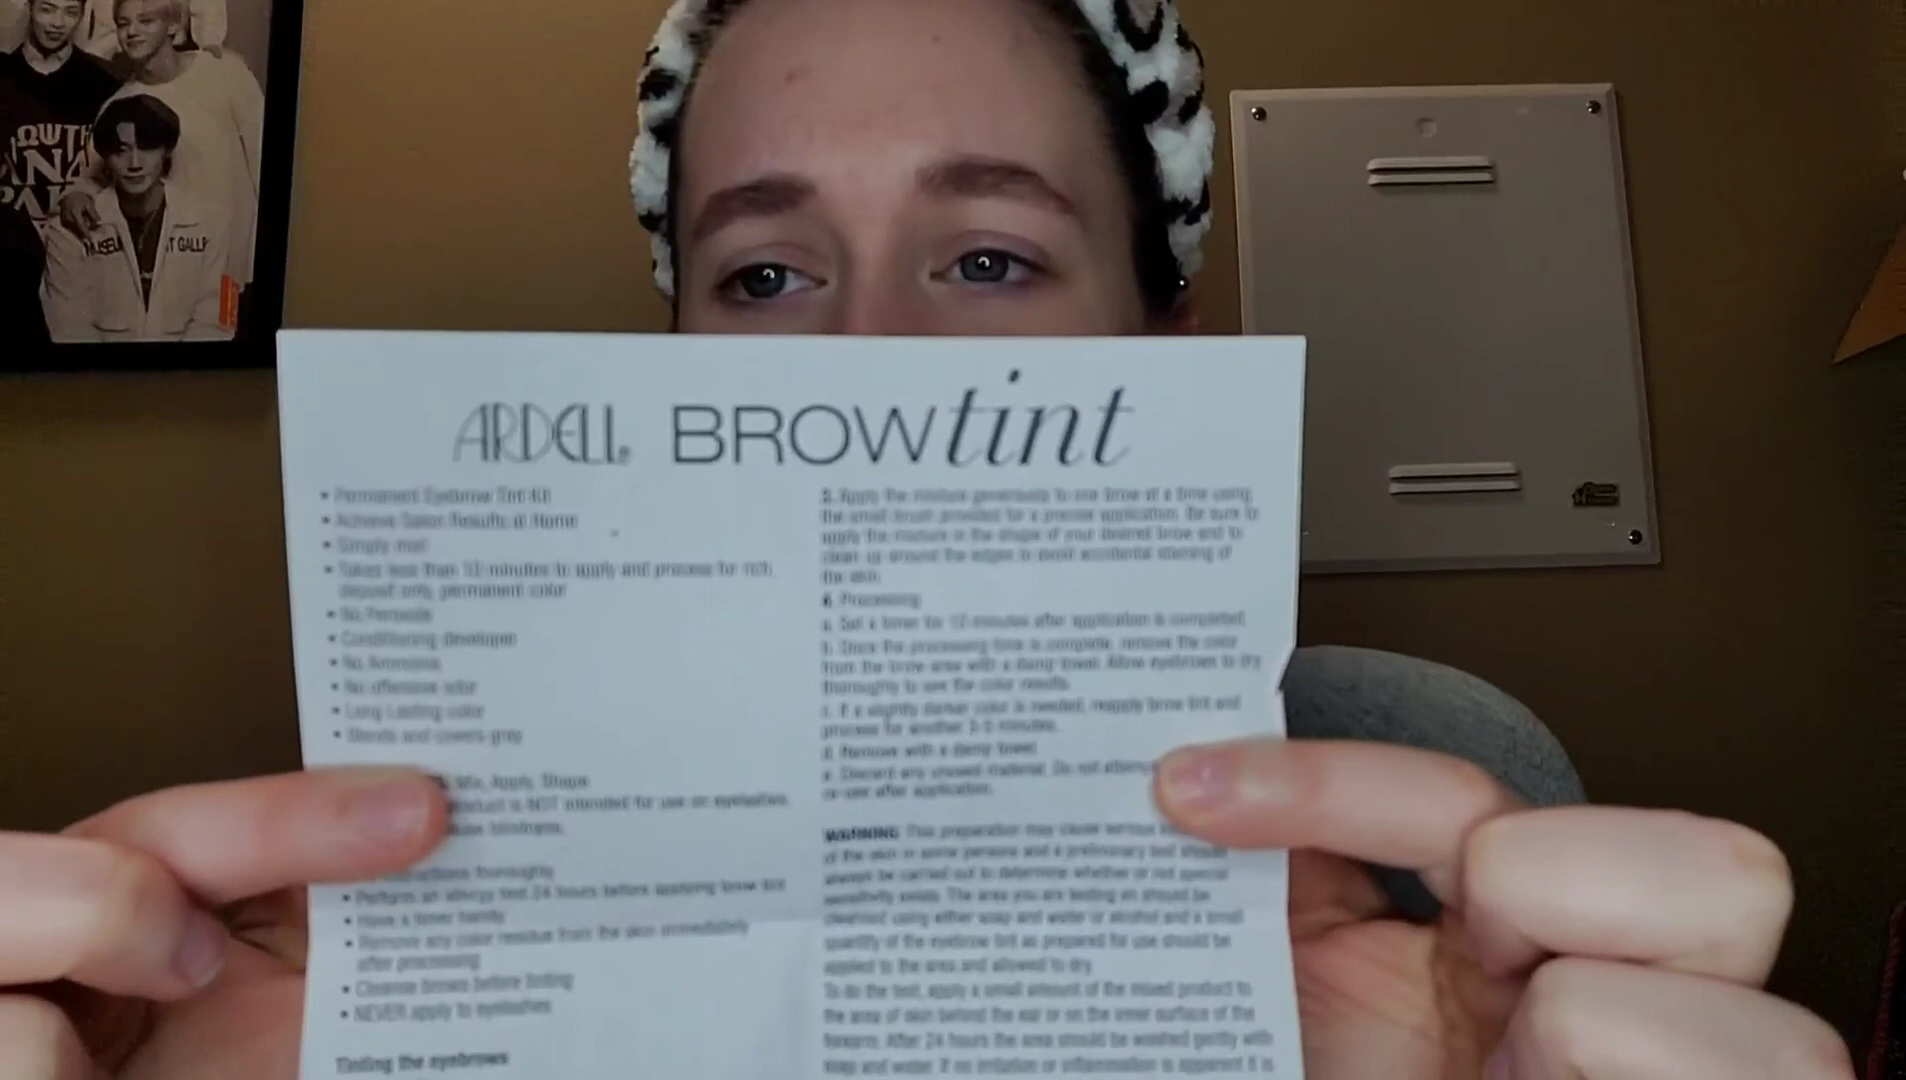 MUSEU
T GALLE
ARDELL BROWtint
• Permanent Eyebrow Tint Kit
• Achieve Salon Results at Home
• Simply mix!
• Takes less than 12 minutes to apply and process for rich,
deposit only, permanent color
• No Peroxide
• Conditioning developer
• No Ammonia
• No offensive odor
• Long Lasting color
• Blends and covers grey
Mix, Apply, Shape
is NOT intended for use on eyelashes.
blindness.
thoroughly
• Perform an allergy test 24 hours before applying brow tint
• Have a timer handy
• Remove any color residue from the skin immediately
after processing
• Cleanse brows before tinting
• NEVER apply to eyelashes
Tinting the eyebrows
Apply the mixture generously to one brow at a time using
the small brush provided for a precise application. Be sure to
apply the mixture in the shape of your desired brow and to
clean up around the edges to avoid accidental staining of
the skin.
Processing
a. Set a timer for 12 minutes after application is completed.
b. Once the processing time is complete, remove the color
from the brow area with a damp towel. Allow eyebrows to dry
thoroughly to see the color results.
c. If a slightly darker color is needed, reapply brow tint and
process for another minutes.
d. Remove with a damp towel.
e. Discard any unused material. Do not attempt
re-use after application.
WARNING: This preparation may cause serious
of the skin in some persons and a preliminary test should
always be carried out to determine whether or not special
sensitivity exists. The area you are testing on should be
cleansed using either soap and water or alcohol and a small
quantity of the eyebrow tint as prepared for use should be
applied to the area and allowed to dry.
To do the test, apply a small amount of the mixed product to
the area of skin behind the ear or on the inner surface of the
forearm. After 24 hours the area should be washed gently with
soap and water. If no irritation or inflammation is apparent it is